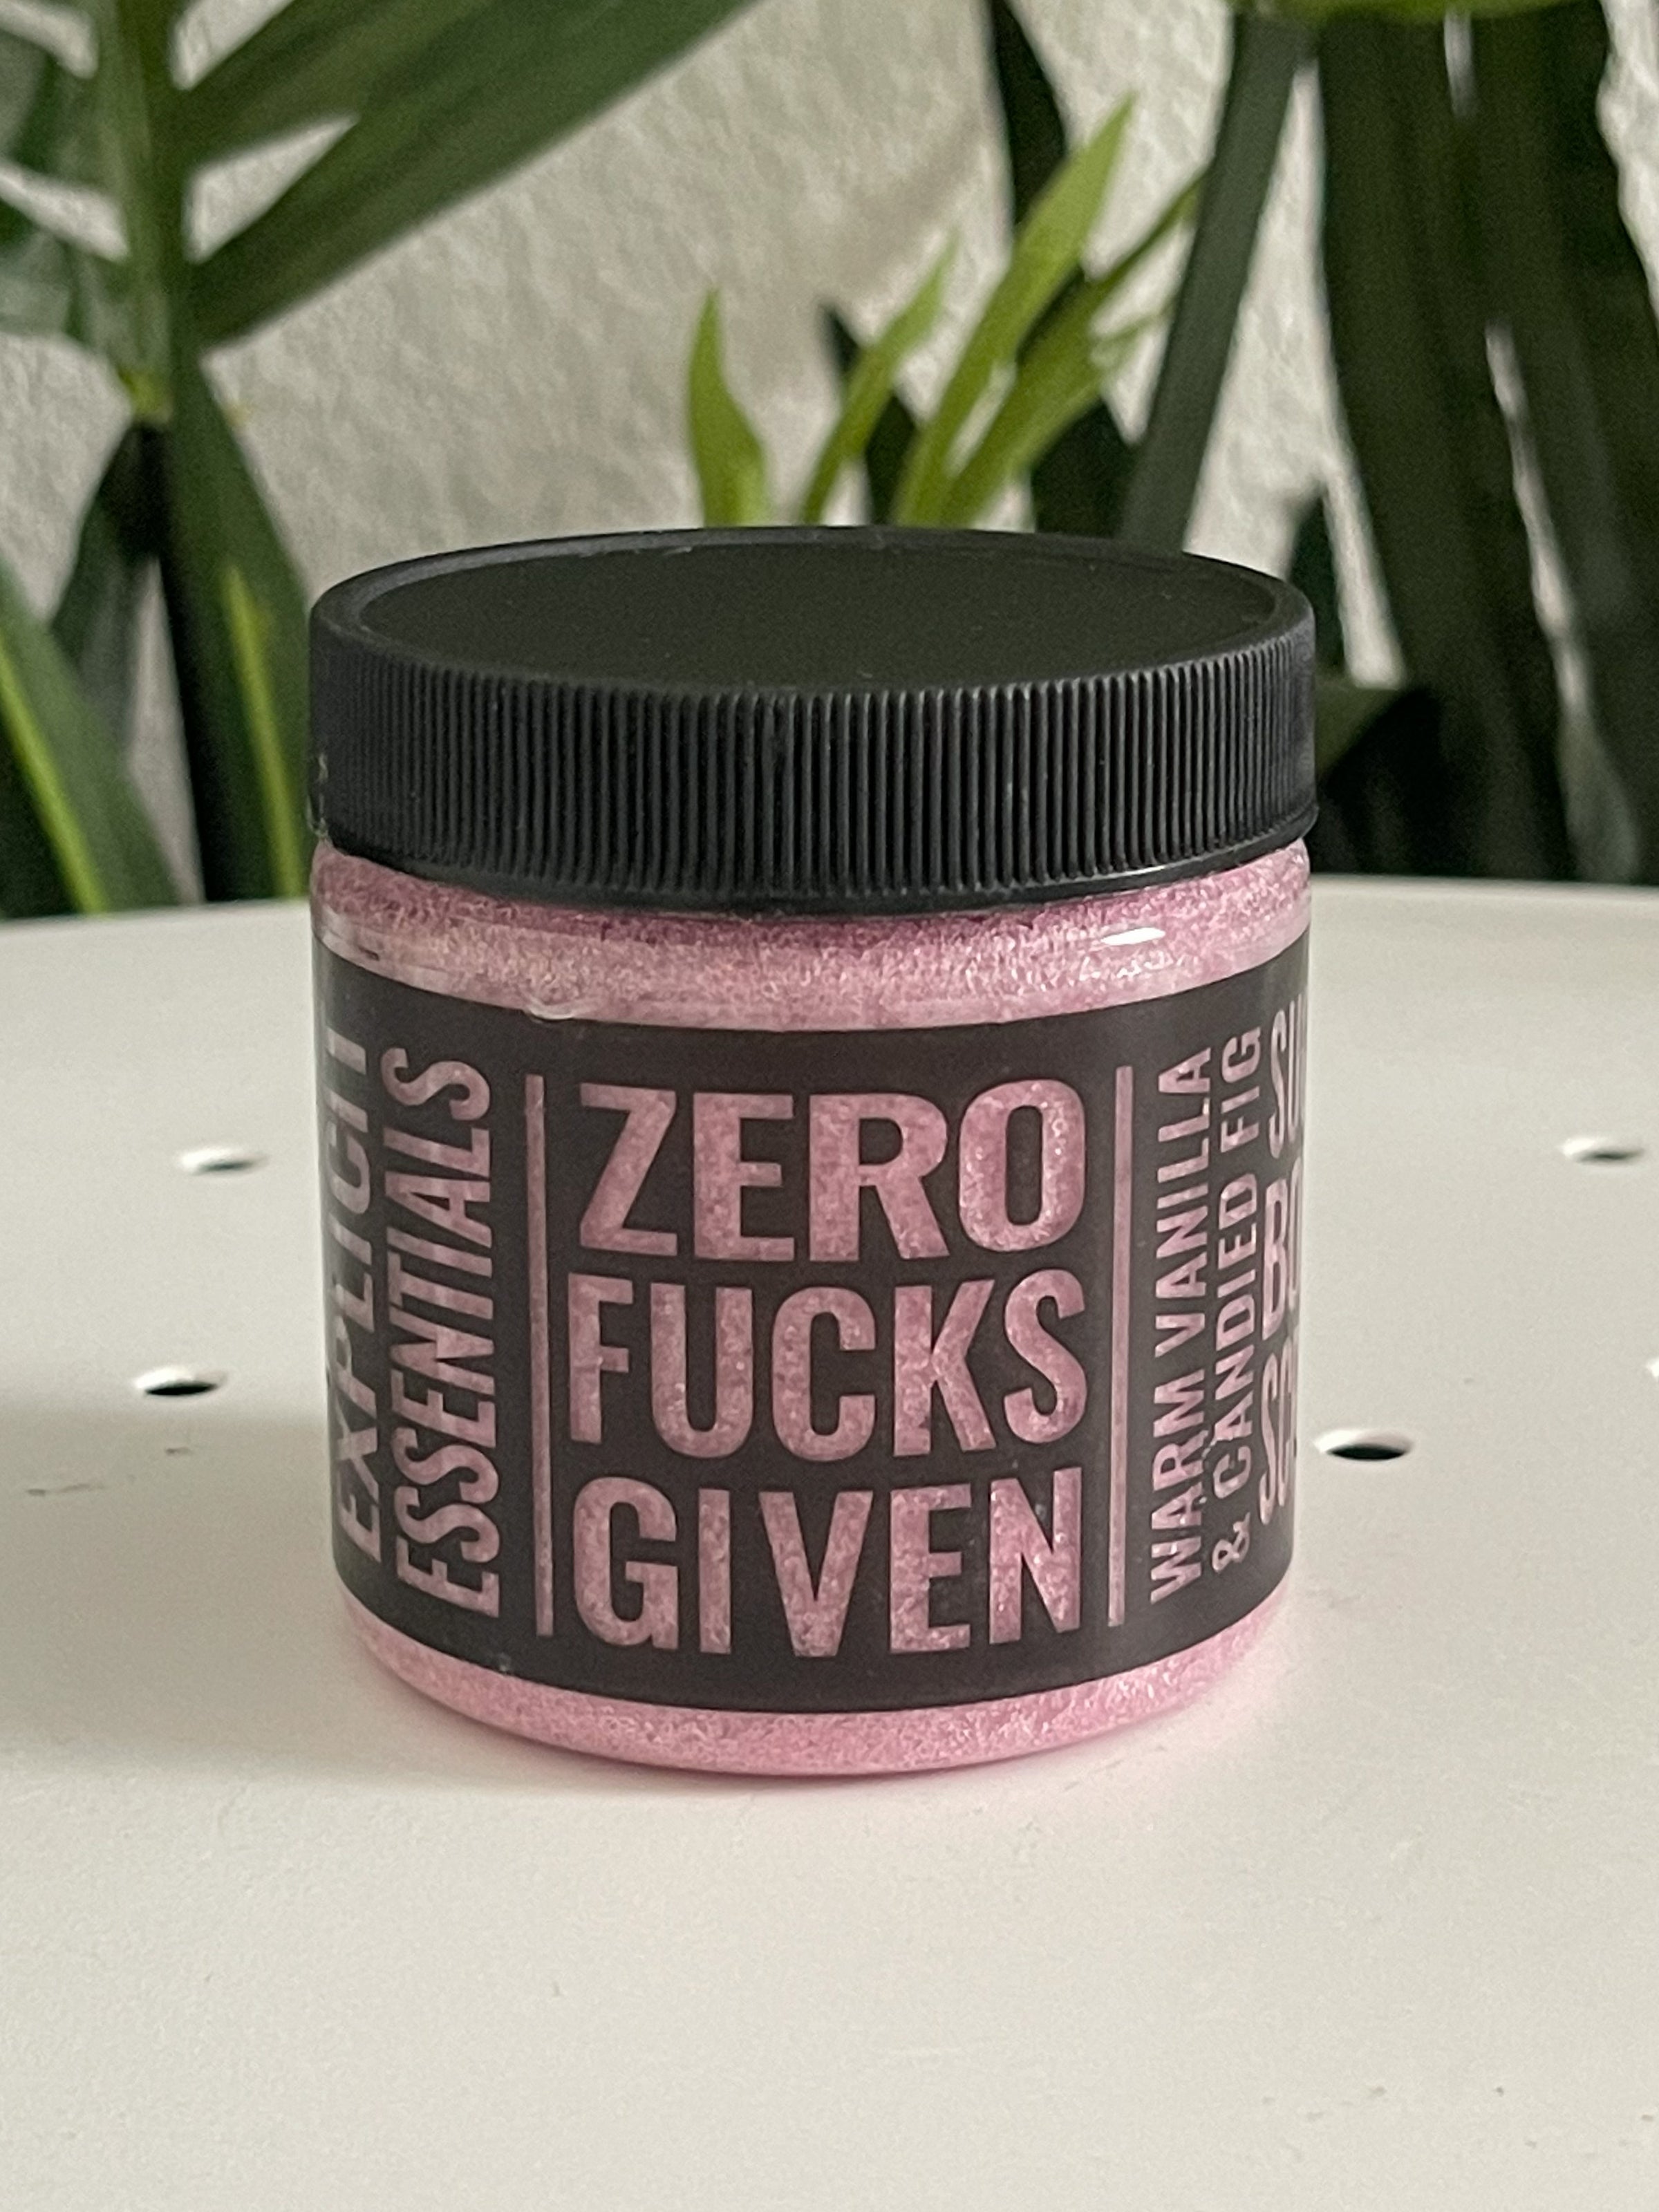 EXPLICIT
ESSENTIALS
ZERO
FUCKS
GIVEN
WARM VANILLA
& CANDIED FIG